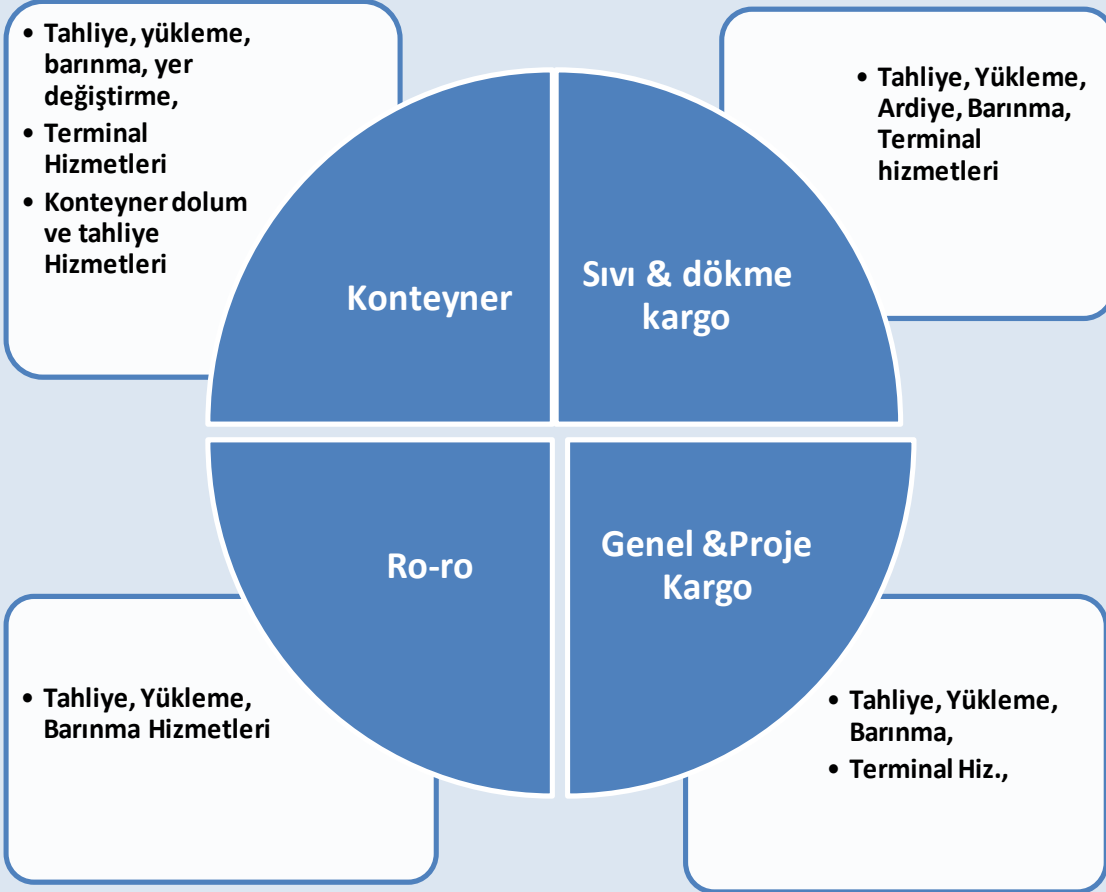 • Tahliye, yükleme,
barınma, yer
değiştirme,
• Terminal
Hizmetleri
• Konteyner dolum
ve tahliye
Hizmetleri
• Tahliye, Yükleme,
Ardiye, Barınma,
Terminal
hizmetleri
Konteyner
Sıvı & dökme
kargo
Ro-ro
Genel &Proje
Kargo
• Tahliye, Yükleme,
Barınma Hizmetleri
• Tahliye, Yükleme,
Barınma,
• Terminal Hiz.,